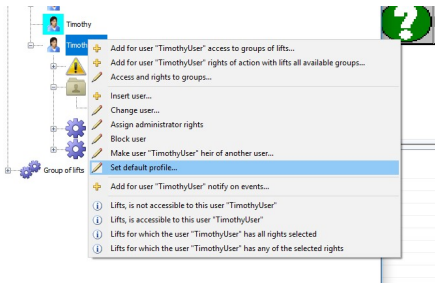 Timothy
Timoth
Add for user "TimothyUser" access to groups of lifts...
Add for user "TimothyUser" rights of action with lifts all available groups...
Access and rights to groups...
Insert user...
Change user...
Assign administrator rights
Block user
Make user "TimothyUser" heir of another user...
Set default profile...
Group of lifts
Add for user "TimothyUser" notify on events...
Lifts, is not accessible to this user "TimothyUser"
Lifts, is accessible to this user "TimothyUser"
Lifts for which the user "TimothyUser" has all rights selected
Lifts for which the user "TimothyUser" has any of the selected rights